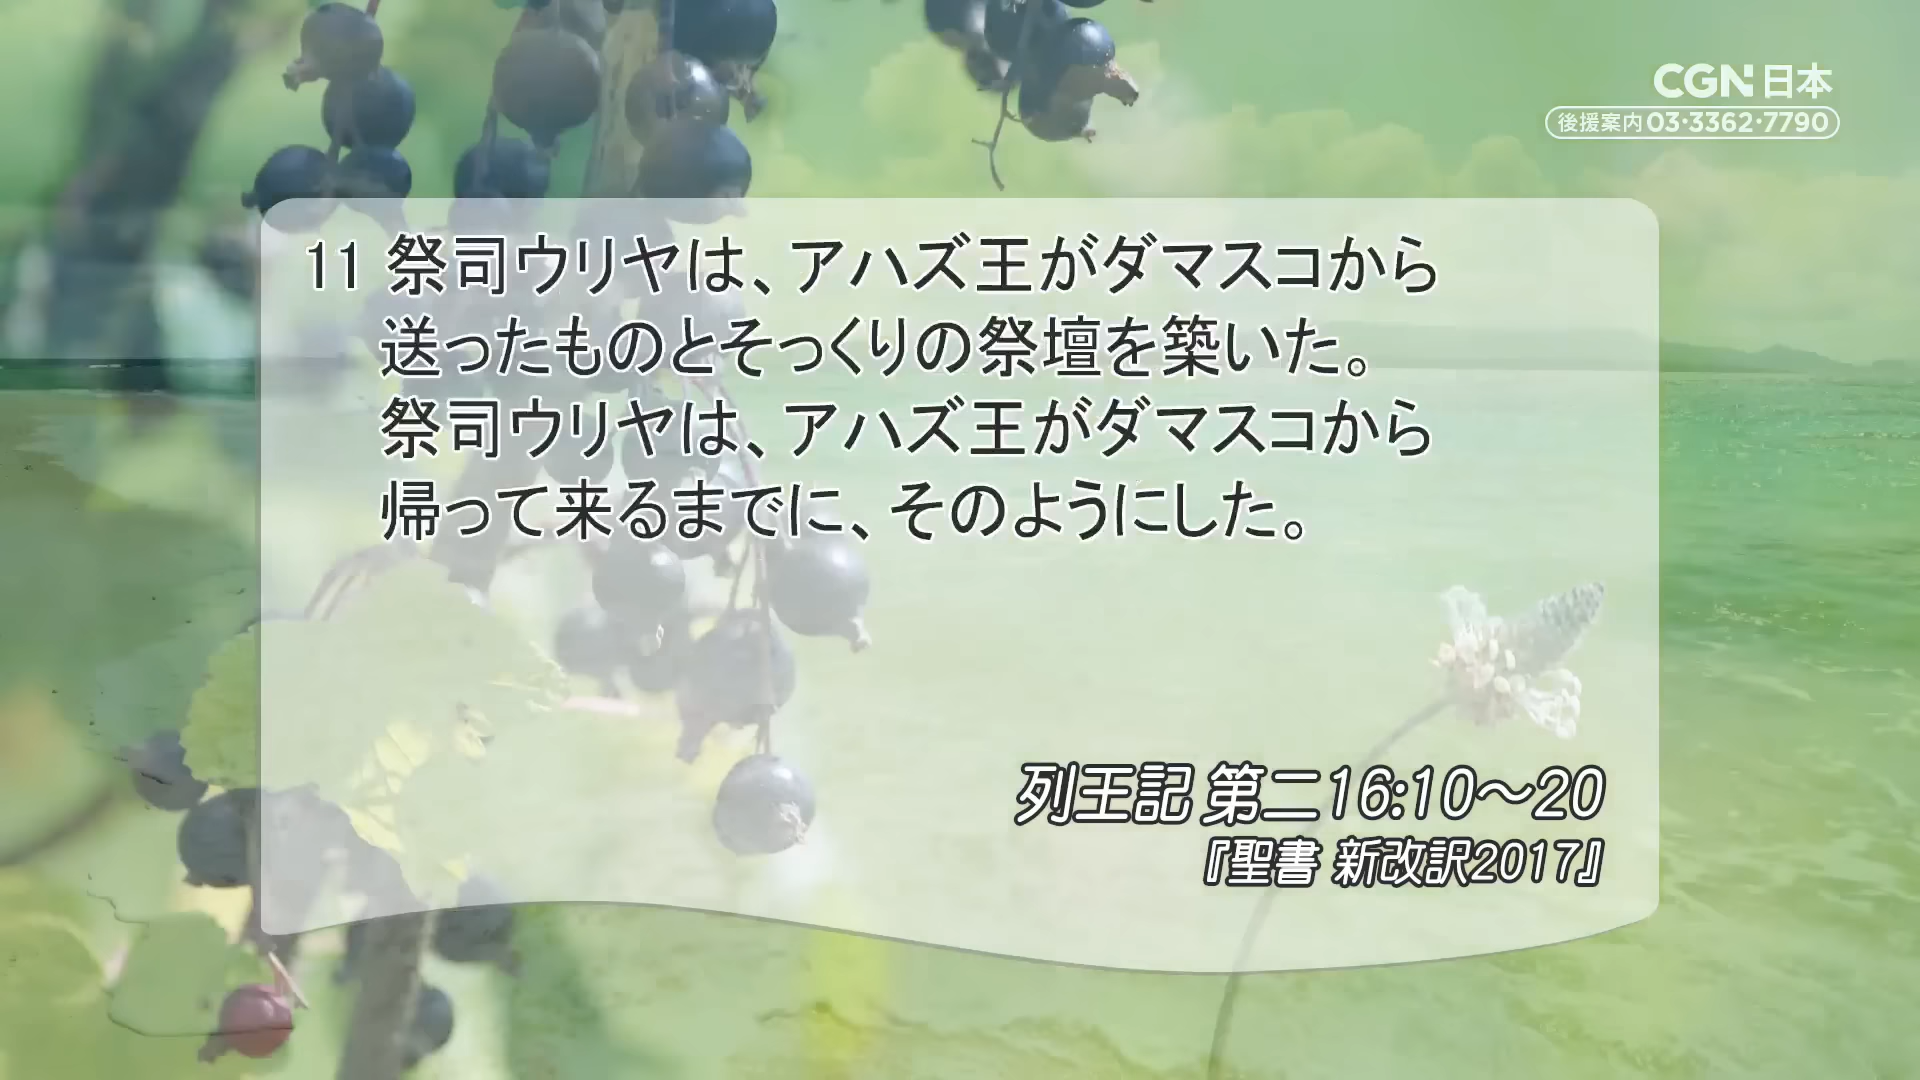 CGN日本
後援案内 03·3362·7790
11 祭司ウリヤは、アハズ王がダマスコから
送ったものとそっくりの祭壇を築いた。
祭司ウリヤは、アハズ王がダマスコから
帰って来るまでに、そのようにした。
列王記 第二16:10～20
『聖書 新改訳2017』